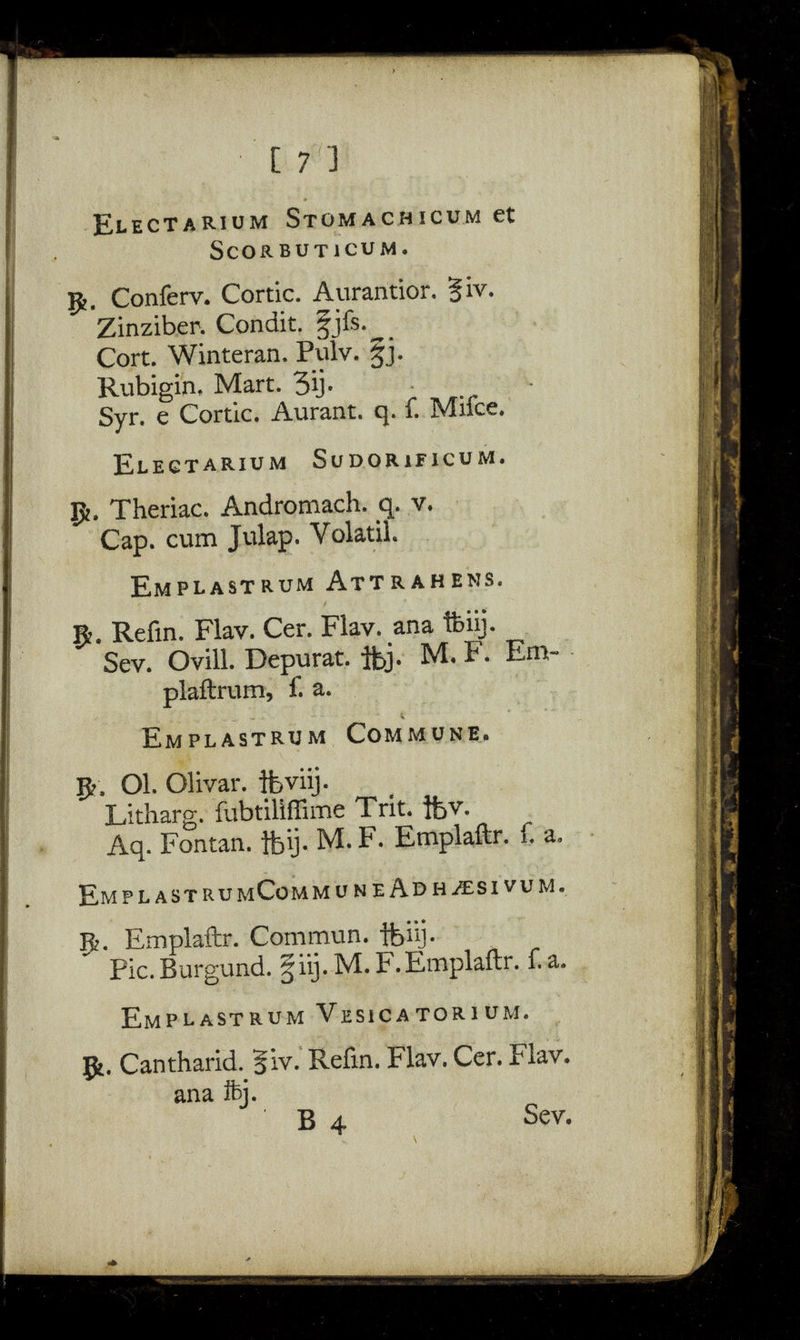 [ 7 ]
ELECTARIUM STOMACHICUM et
SCORBUTICUM.
℞. Conſerv. Cortic. Aurantior. ℥iv.
Zinziber. Condit. ℥jſs.
Cort. Winteran. Pulv. ℥j.
Rubigin. Mart. ʒij.
Syr. e Cortic. Aurant. q. ſ. Miſce.
ELECTARIUM SUDORIFICUM.
℞. Theriac. Andromach. q. v.
Cap. cum Julap. Volatil.
EMPLASTRUM ATTRAHENS.
℞. Reſin. Flav. Cer. Flav. ana ℔iij.
Sev. Ovill. Depurat. ℔j. M. F. Em-
plaſtrum, ſ. a.
EMPLASTRUM COMMUNE.
℞. Ol. Olivar. ℔viij.
Litharg. ſubtiliſſime Trit. ℔v.
Aq. Fontan. ℔ij. M. F. Emplaſtr. ſ. a.
EMPLASTRUM COMMUNE ADHÆSIVUM.
℞. Emplaſtr. Commun. ℔iij.
Pic. Burgund. ℥iij. M. F. Emplaſtr. ſ. a.
EMPLASTRUM VESICATORIUM.
℞. Cantharid. ℥iv. Reſin. Flav. Cer. Flav.
ana ℔j.
B 4 Sev.